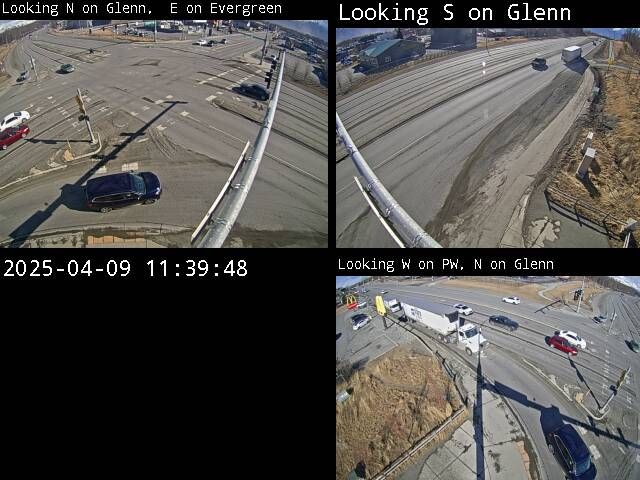 Looking N on Glenn,  E on Evergreen
Looking S on Glenn
2025-04-09 11:39:48
Looking W on PW, N on Glenn